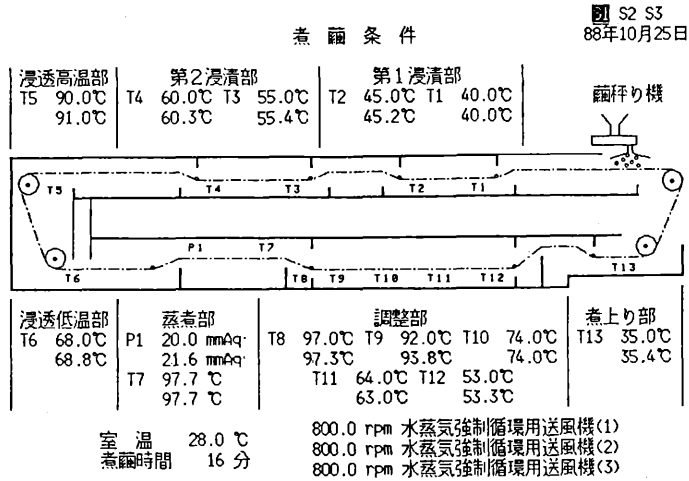 S1 S2 S3
煮繭条件
88年10月25日
浸透高温部 第2浸漬部 第1浸漬部
T5 90.0℃ T4 60.0℃ T3 55.0℃ T2 45.0℃ T1 40.0℃
91.0℃ 60.3℃ 55.4℃ 45.2℃ 40.0℃
繭秤り機
T5 T4 T3 T2 T1
P1 T7
T6 T8 T9 T10 T11 T12 T13
浸透低温部 蒸煮部 調整部 煮上り部
T6 68.0℃ P1 20.0 mmAq T8 97.0℃ T9 92.0℃ T10 74.0℃ T13 35.0℃
68.8℃ 21.6 mmAq 97.3℃ 93.8℃ 74.0℃ 35.4℃
T7 97.7 ℃ T11 64.0℃ T12 53.0℃
97.7 ℃ 63.0℃ 53.3℃
室温 28.0 ℃
煮繭時間 16 分
800.0 rpm 水蒸気強制循環用送風機(1)
800.0 rpm 水蒸気強制循環用送風機(2)
800.0 rpm 水蒸気強制循環用送風機(3)